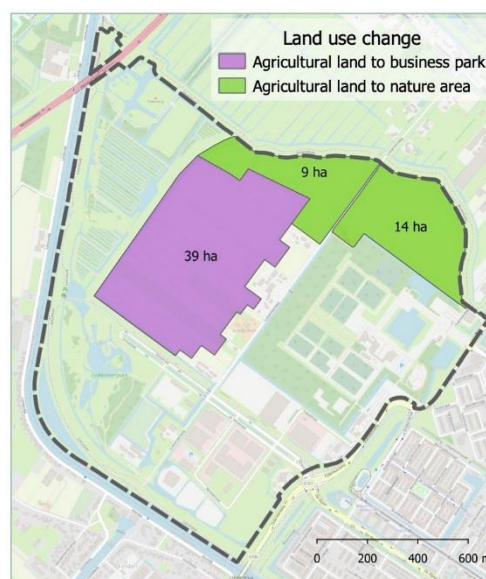 Land use change
Agricultural land to business park
Agricultural land to nature area
9 ha
14 ha
39 ha
0 200 400 600 m